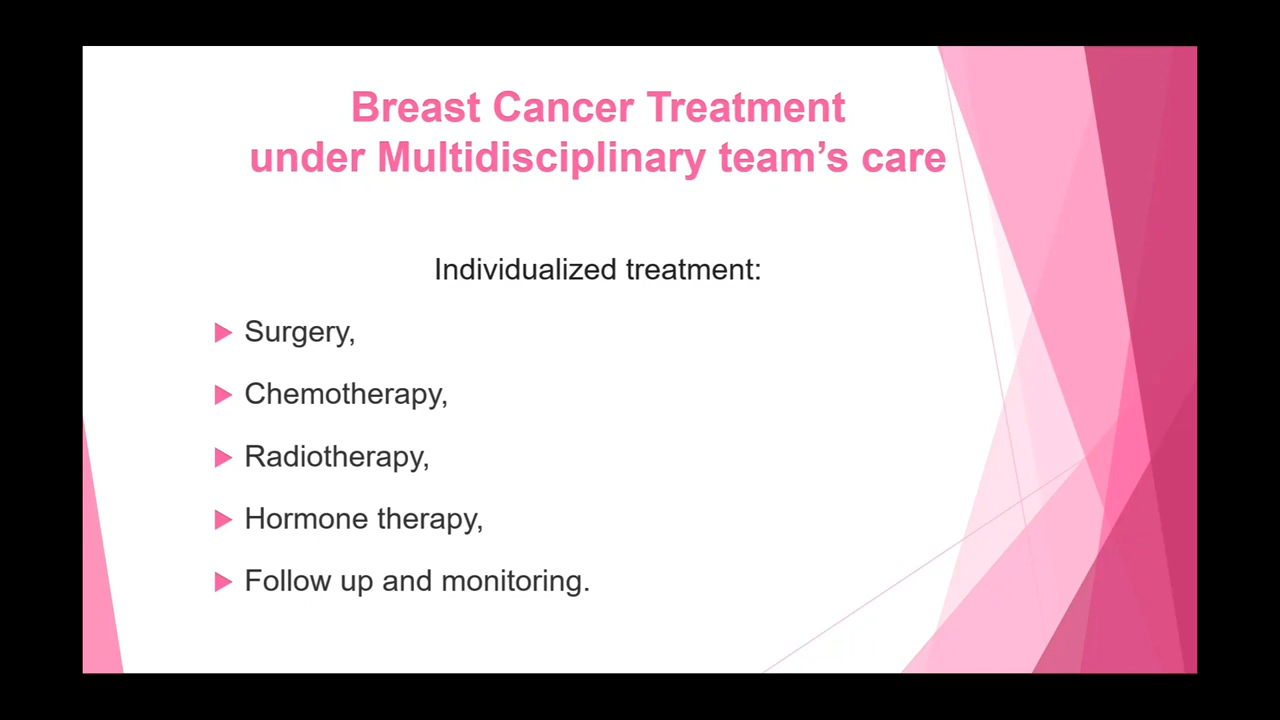 Breast Cancer Treatment
under Multidisciplinary team’s care
Individualized treatment:
Surgery,
Chemotherapy,
Radiotherapy,
Hormone therapy,
Follow up and monitoring.